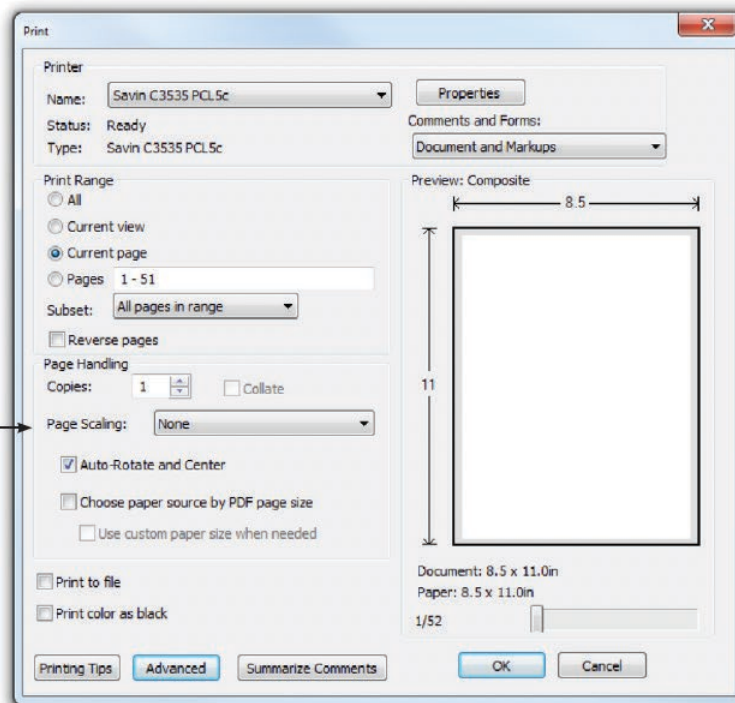 Print
Printer
Name: Savin C3535 PCL5c
Properties
Status: Ready
Comments and Forms:
Type: Savin C3535 PCL5c
Document and Markups
Print Range
All
Current view
Current page
Pages 1 - 51
Subset: All pages in range
Reverse pages
Page Handling
Copies: 1 Collate
Page Scaling: None
Auto-Rotate and Center
Choose paper source by PDF page size
Use custom paper size when needed
Print to file
Print color as black
Preview: Composite
8.5
11
Document: 8.5 x 11.0in
Paper: 8.5 x 11.0in
1/52
Printing Tips Advanced Summarize Comments OK Cancel